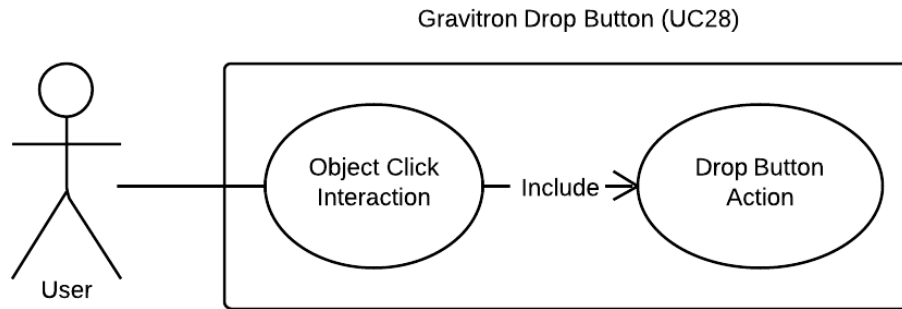 Gravitron Drop Button (UC28)
Object Click
Interaction
Include
Drop Button
Action
User